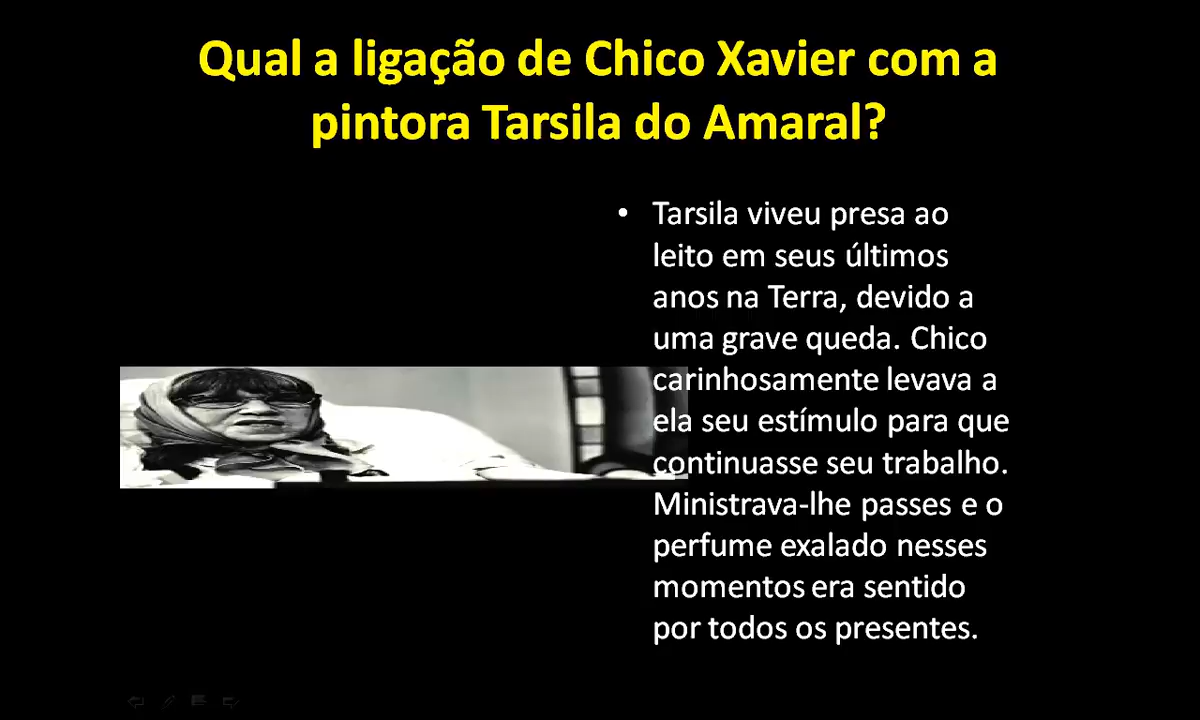 Qual a ligação de Chico Xavier com a
pintora Tarsila do Amaral?
• Tarsila viveu presa ao
leito em seus últimos
anos na Terra, devido a
uma grave queda. Chico
carinhosamente levava a
ela seu estímulo para que
continuasse seu trabalho.
Ministrava-lhe passes e o
perfume exalado nesses
momentos era sentido
por todos os presentes.